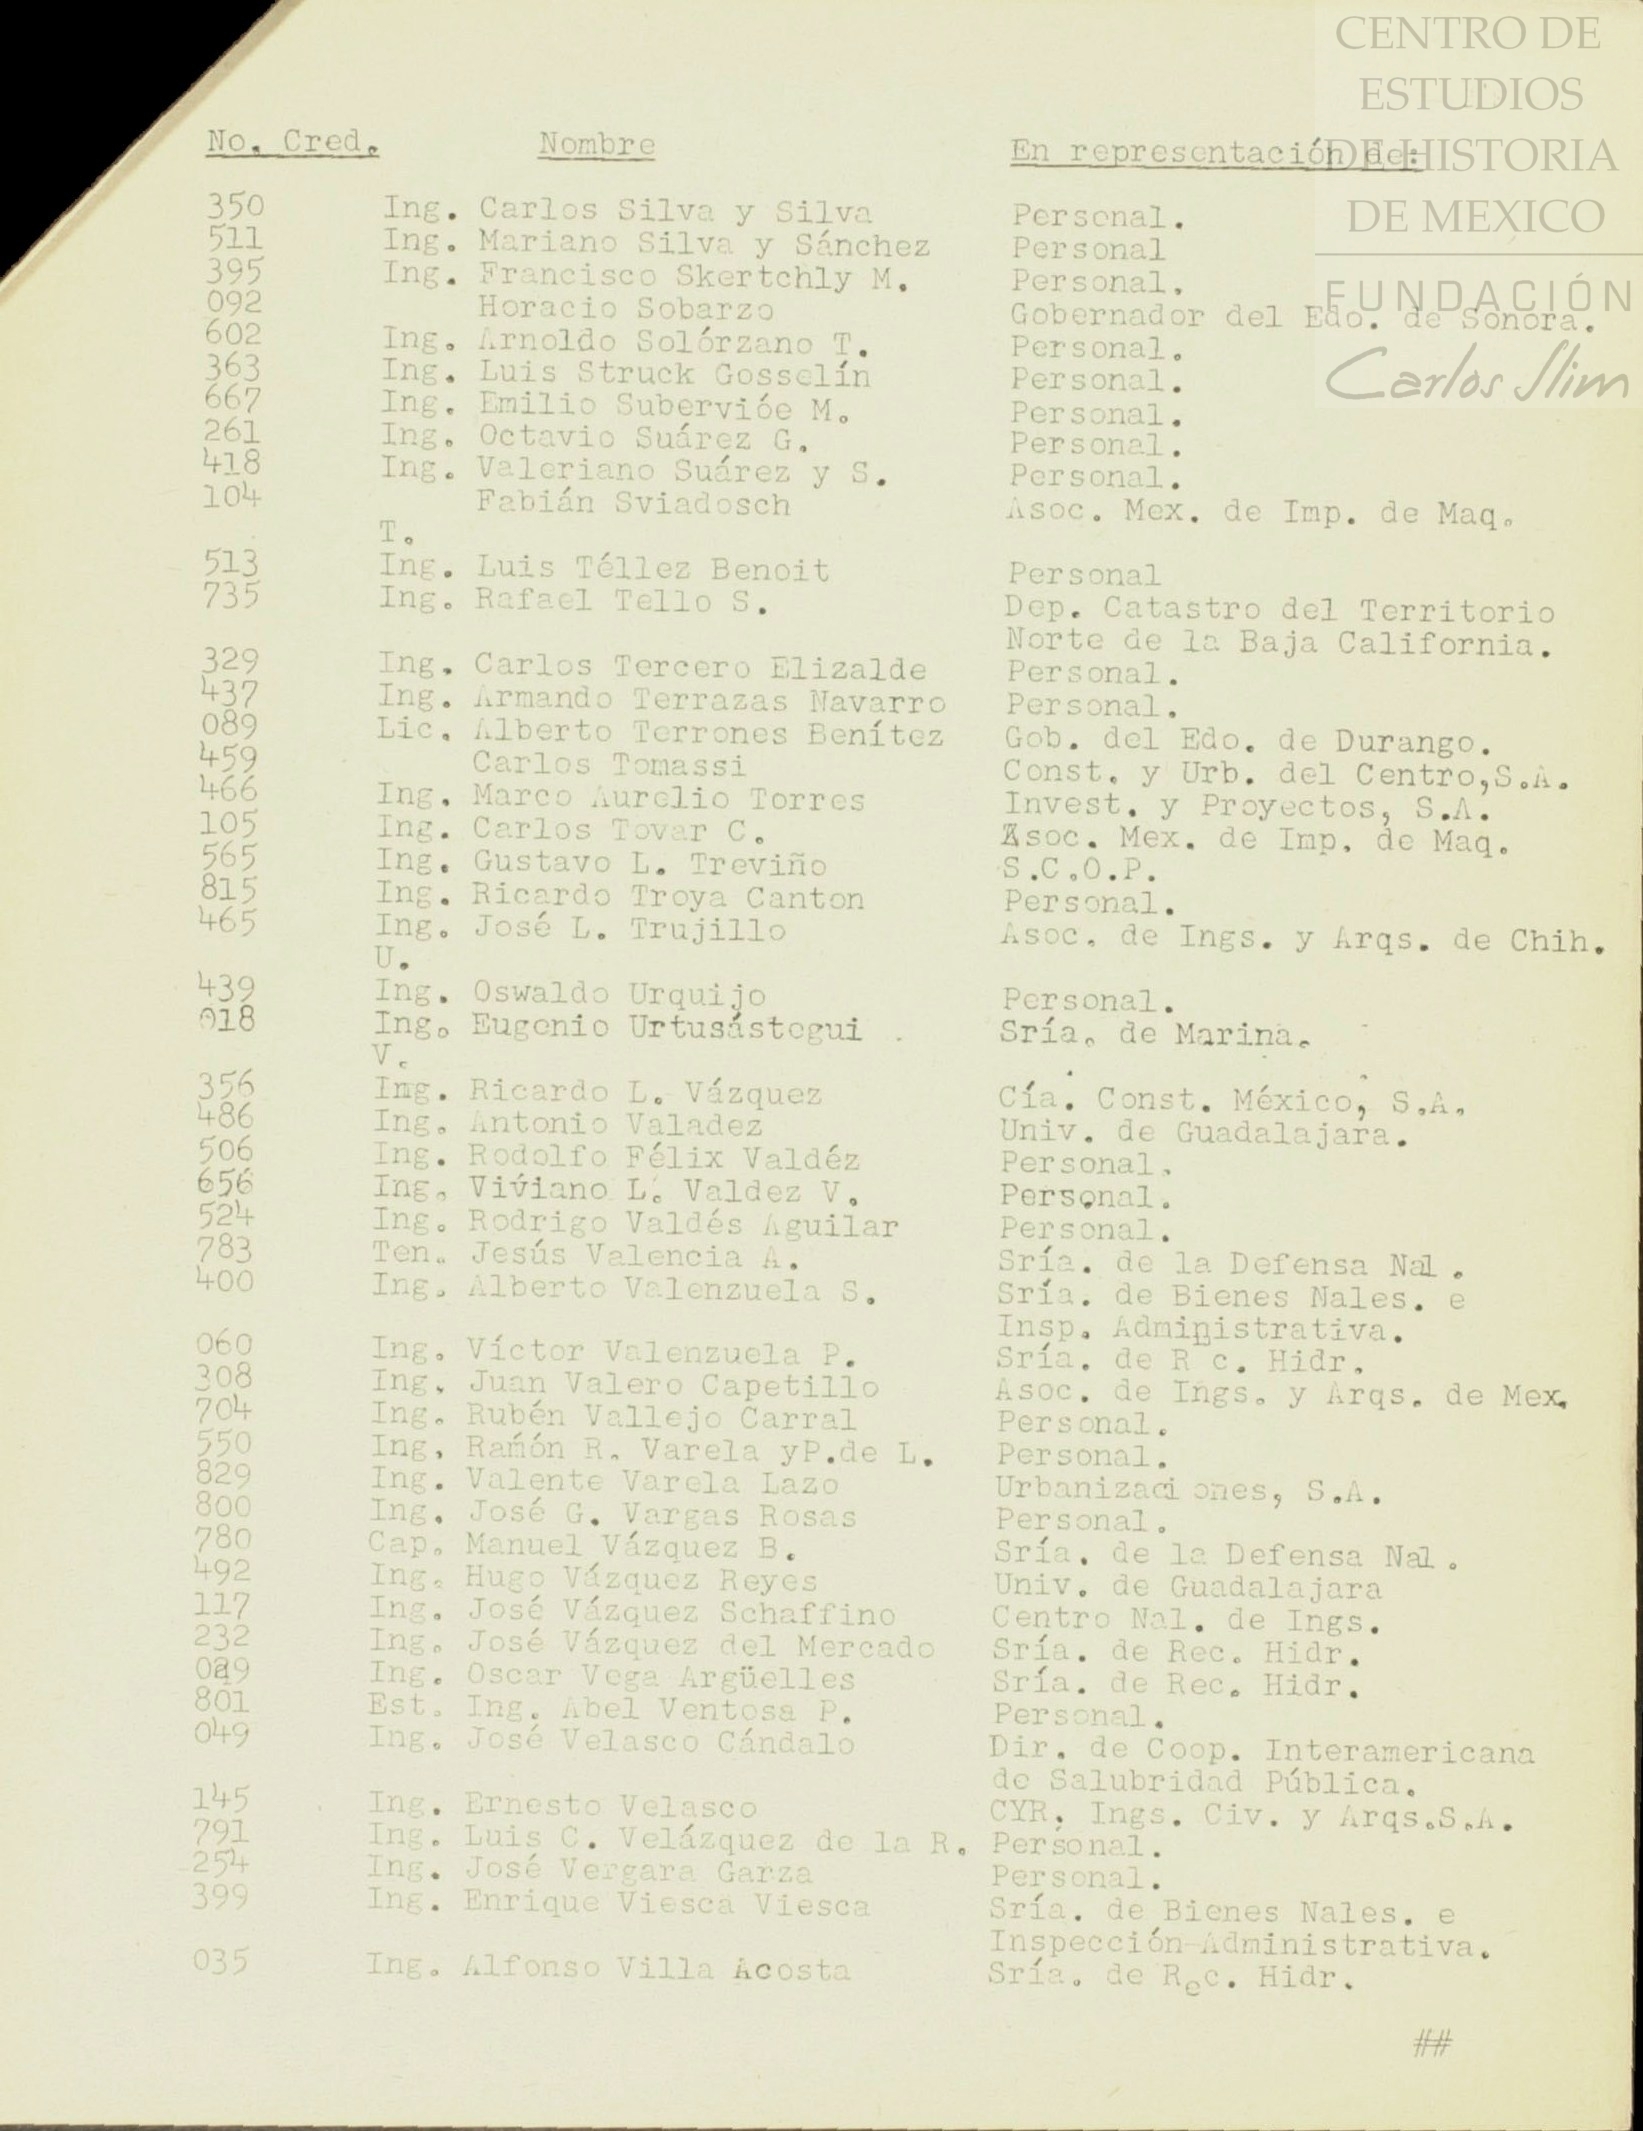 CENTRO DE
ESTUDIOS
DE HISTORIA
DE MEXICO
FUNDACIÓN
Carlos Slim
No. Cred. Nombre En representación de:
350 Ing. Carlos Silva y Silva Personal.
511 Ing. Mariano Silva y Sánchez Personal
395 Ing. Francisco Skertchly M. Personal.
092 Horacio Sobarzo Gobernador del Edo. de Sonora.
602 Ing. Arnoldo Solórzano T. Personal.
363 Ing. Luis Struck Gosselín Personal.
667 Ing. Emilio Subervióe M. Personal.
261 Ing. Octavio Suárez G. Personal.
418 Ing. Valeriano Suárez y S. Personal.
104 Fabián Sviadosch Asoc. Mex. de Imp. de Maq.
T.
513 Ing. Luis Téllez Benoit Personal
735 Ing. Rafael Tello S. Dep. Catastro del Territorio
Norte de la Baja California.
329 Ing. Carlos Tercero Elizalde Personal.
437 Ing. Armando Terrazas Navarro Personal.
089 Lic. Alberto Terrones Benítez Gob. del Edo. de Durango.
459 Carlos Tomassi Const. y Urb. del Centro,S.A.
466 Ing. Marco Aurelio Torres Invest. y Proyectos, S.A.
105 Ing. Carlos Tovar C. Asoc. Mex. de Imp. de Maq.
565 Ing. Gustavo L. Treviño S.C.O.P.
815 Ing. Ricardo Troya Canton Personal.
465 Ing. José L. Trujillo Asoc. de Ings. y Arqs. de Chih.
U.
439 Ing. Oswaldo Urquijo Personal.
018 Ing. Eugenio Urtusástegui Sría. de Marina.
V.
356 Ing. Ricardo L. Vázquez Cía. Const. México, S.A.
486 Ing. Antonio Valadez Univ. de Guadalajara.
506 Ing. Rodolfo Félix Valdéz Personal.
656 Ing. Viviano L. Valdez V. Personal.
524 Ing. Rodrigo Valdés Aguilar Personal.
783 Ten. Jesús Valencia A. Sría. de la Defensa Nal.
400 Ing. Alberto Valenzuela S. Sría. de Bienes Nales. e
Insp. Administrativa.
060 Ing. Víctor Valenzuela P. Sría. de R c. Hidr.
308 Ing. Juan Valero Capetillo Asoc. de Ings. y Arqs. de Mex.
704 Ing. Rubén Vallejo Carral Personal.
550 Ing. Ramón R. Varela yP.de L. Personal.
829 Ing. Valente Varela Lazo Urbanizaciones, S.A.
800 Ing. José G. Vargas Rosas Personal.
780 Cap. Manuel Vázquez B. Sría. de la Defensa Nal.
492 Ing. Hugo Vázquez Reyes Univ. de Guadalajara
117 Ing. José Vázquez Schaffino Centro Nal. de Ings.
232 Ing. José Vázquez del Mercado Sría. de Rec. Hidr.
Ing. Oscar Vega Argüelles Sría. de Rec. Hidr.
801 Est. Ing. Abel Ventosa P. Personal.
049 Ing. José Velasco Cándalo Dir. de Coop. Interamericana
de Salubridad Pública.
145 Ing. Ernesto Velasco CYR. Ings. Civ. y Arqs.S.A.
791 Ing. Luis C. Velázquez de la R. Personal.
254 Ing. José Vergara Garza Personal.
399 Ing. Enrique Viesca Viesca Sría. de Bienes Nales. e
Inspección-Administrativa.
035 Ing. Alfonso Villa Acosta Sría. de Rec. Hidr.
##